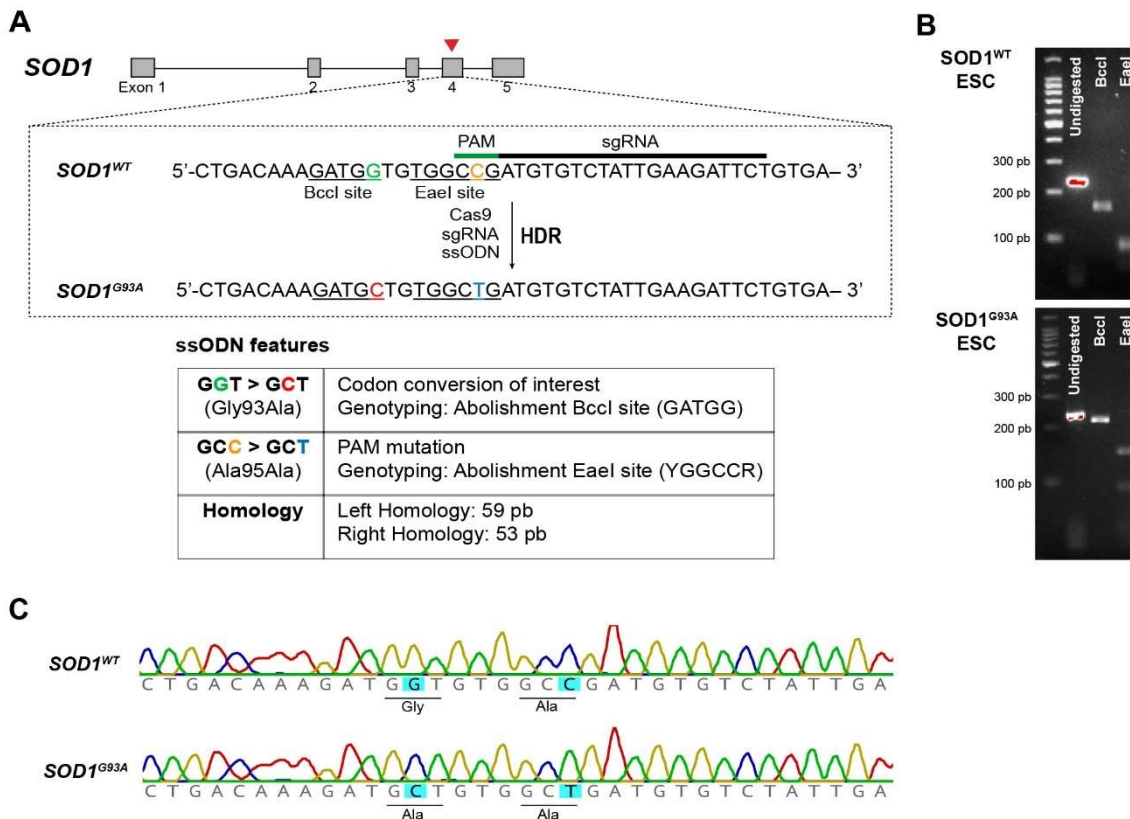 A
SOD1
Exon 1 2 3 4 5
PAM sgRNA
SOD1WT 5'-CTGACAAAGATGGTGTGGCCGATGTGTCTATTGAAGATTCTGTGA– 3'
BccI site EaeI site
Cas9
sgRNA
ssODN
HDR
SOD1G93A 5'-CTGACAAAGATGCTGTGGCTGATGTGTCTATTGAAGATTCTGTGA– 3'
ssODN features
GGT > GCT
(Gly93Ala)
Codon conversion of interest
Genotyping: Abolishment BccI site (GATGG)
GCC > GCT
(Ala95Ala)
PAM mutation
Genotyping: Abolishment EaeI site (YGGCCR)
Homology
Left Homology: 59 pb
Right Homology: 53 pb
B
SOD1WT
ESC
Undigested
BccI
EaeI
300 pb
200 pb
100 pb
SOD1G93A
ESC
Undigested
BccI
EaeI
300 pb
200 pb
100 pb
C
SOD1WT
C T G A C A A A G A T G G T G T G G C C G A T G T G T C T A T T G A
Gly Ala
SOD1G93A
C T G A C A A A G A T G C T G T G G C T G A T G T G T C T A T T G A
Ala Ala